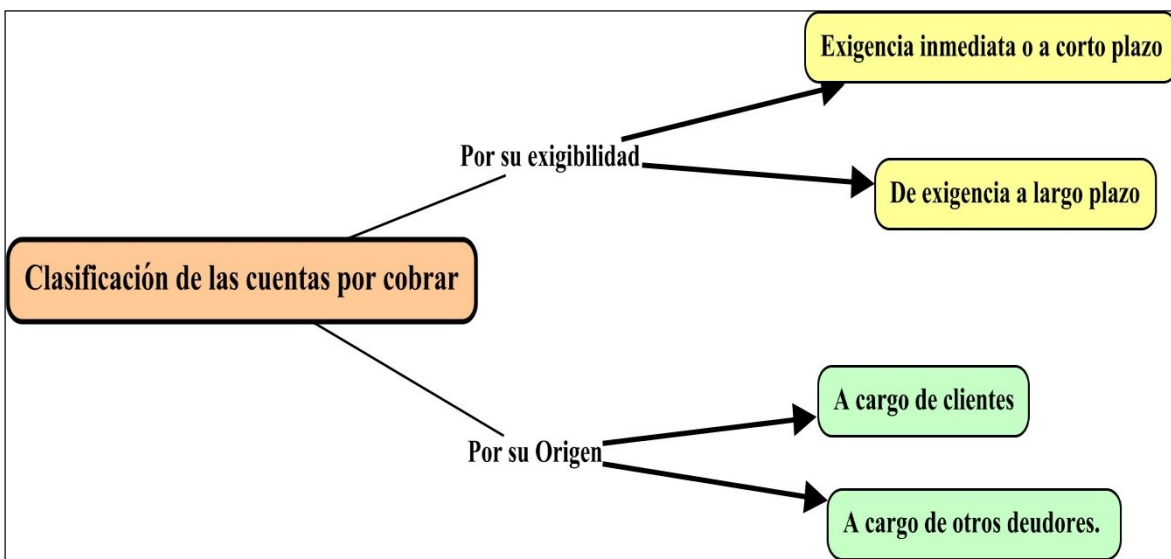 Exigencia inmediata o a corto plazo
Por su exigibilidad
De exigencia a largo plazo
Clasificación de las cuentas por cobrar
A cargo de clientes
Por su Origen
A cargo de otros deudores.